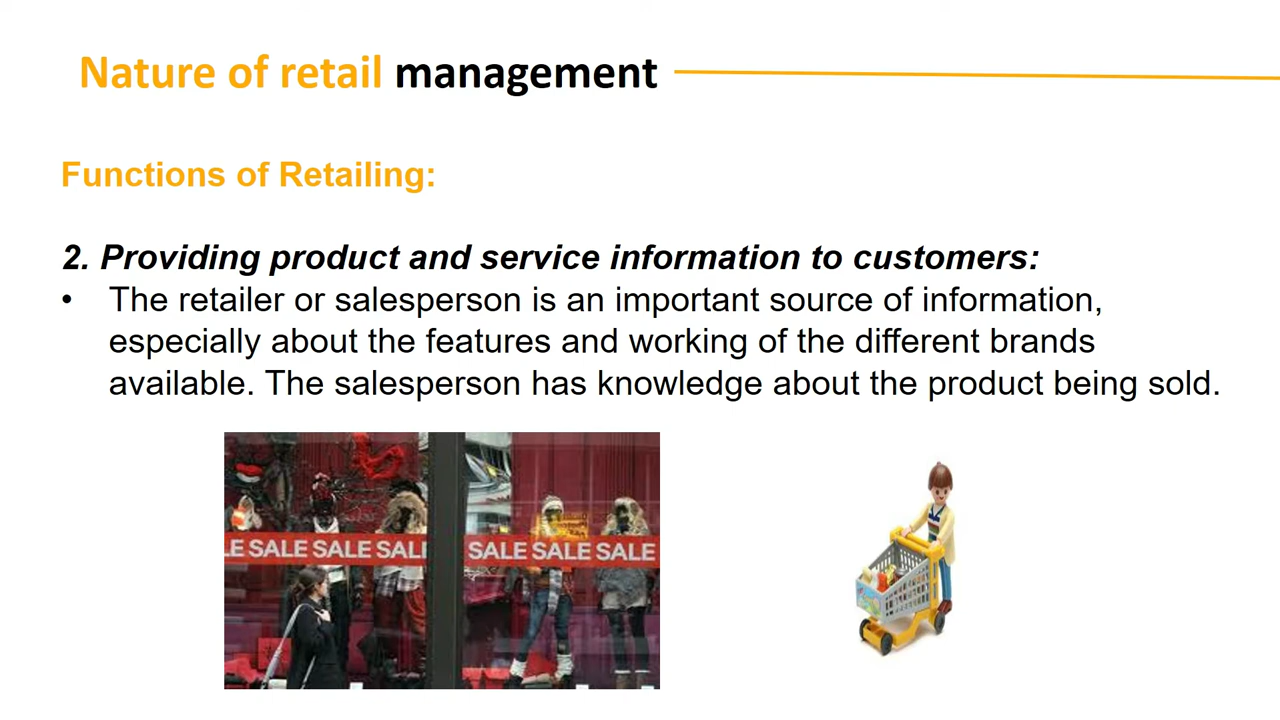 Nature of retail management
Functions of Retailing:
2. Providing product and service information to customers:
• The retailer or salesperson is an important source of information,
especially about the features and working of the different brands
available. The salesperson has knowledge about the product being sold.
SALE SALE SALE SALE SALE